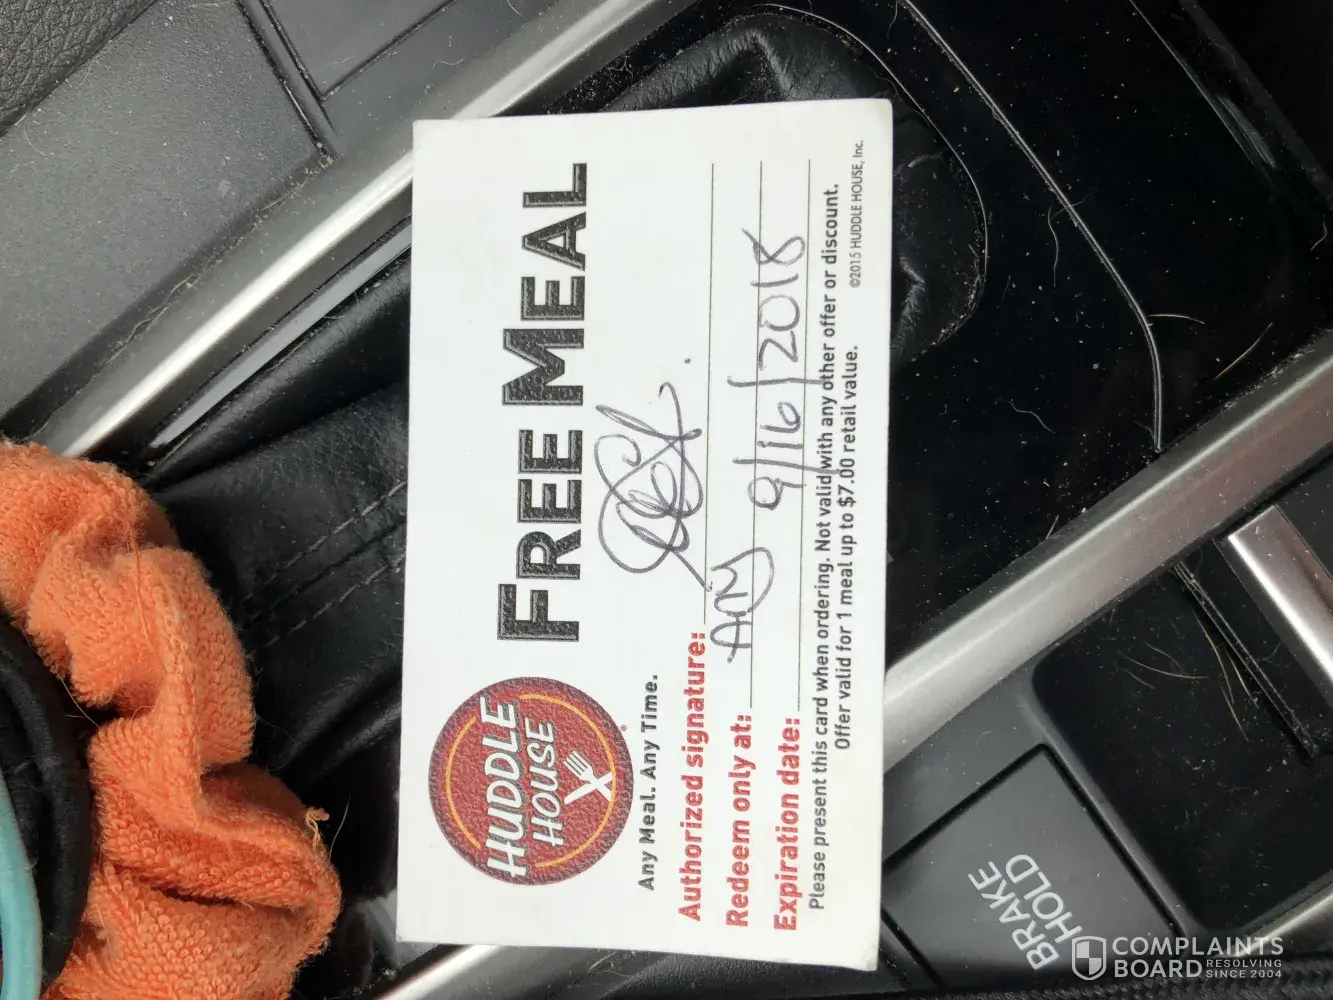 HUDDLE
HOUSE
®
FREE MEAL
Any Meal. Any Time.
Authorized signature:
Redeem only at: Any
Expiration date: 9/16/2018
Please present this card when ordering. Not valid with any other offer or discount.
Offer valid for 1 meal up to $7.00 retail value.
©2015 HUDDLE HOUSE, Inc.
BRAKE
HOLD
COMPLAINTS
BOARD RESOLVING
SINCE 2004